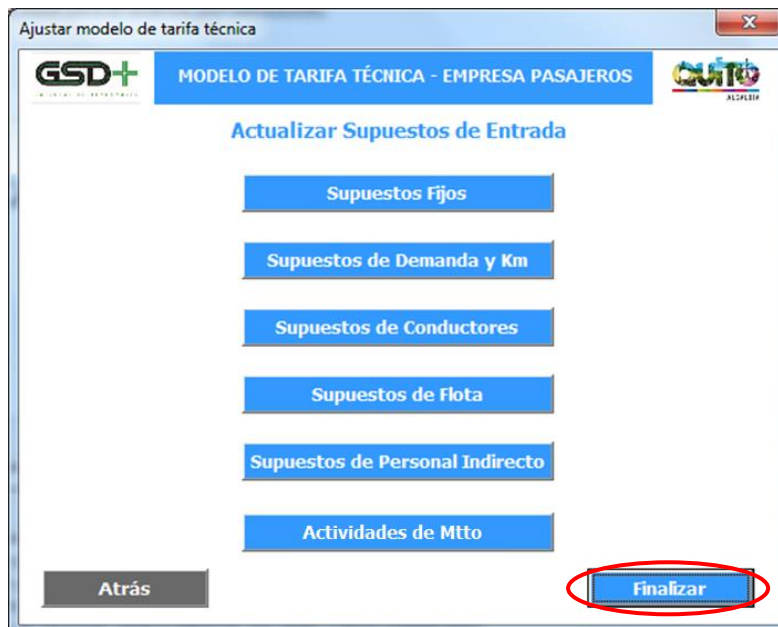 Ajustar modelo de tarifa técnica
GSD+
MODELO DE TARIFA TÉCNICA - EMPRESA PASAJEROS
QUITO
ALCALDÍA
Actualizar Supuestos de Entrada
Supuestos Fijos
Supuestos de Demanda y Km
Supuestos de Conductores
Supuestos de Flota
Supuestos de Personal Indirecto
Actividades de Mtto
Atrás
Finalizar